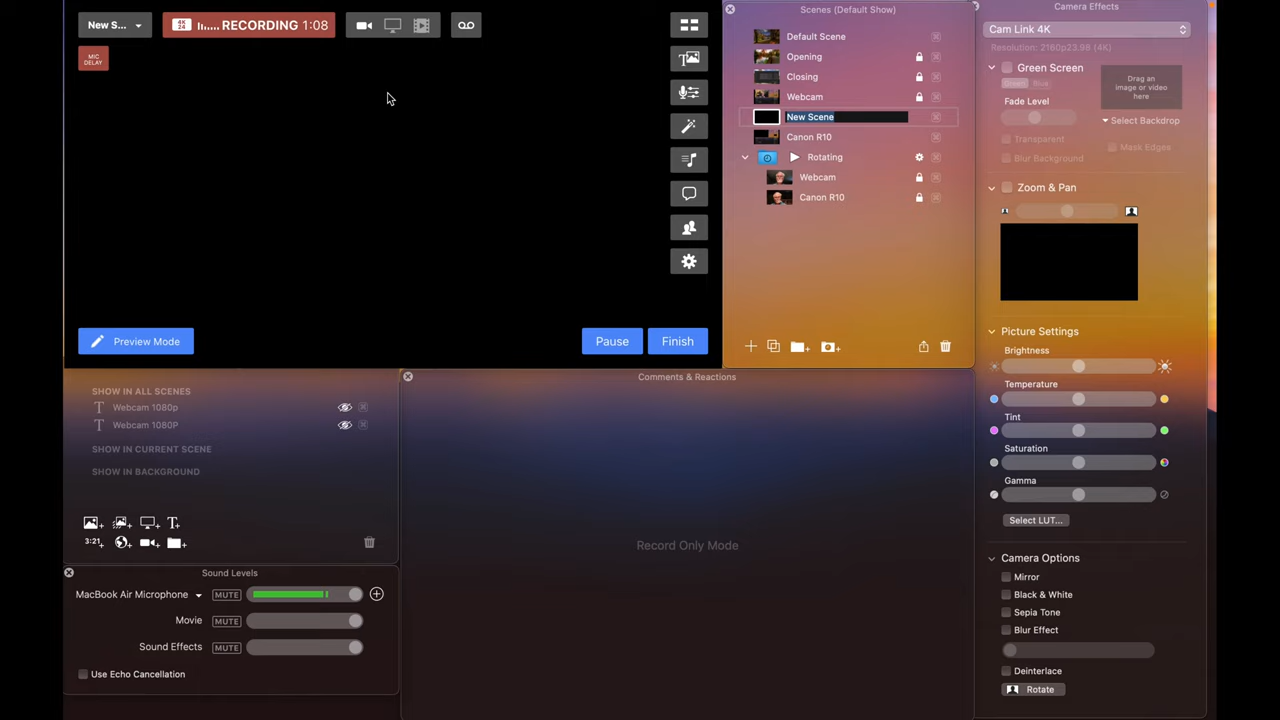 New S...
4K
24
RECORDING 1:08
MIC
DELAY
Preview Mode
Pause
Finish
Scenes (Default Show)
Default Scene
Opening
Closing
Webcam
New Scene
Canon R10
Rotating
Webcam
Canon R10
Camera Effects
Cam Link 4K
Resolution: 2160p23.98 (4K)
Green Screen
Green Blue
Fade Level
Drag an
image or video
here
Transparent
Select Backdrop
Blur Background
Mask Edges
Zoom & Pan
Picture Settings
Brightness
Temperature
Tint
Saturation
Gamma
Select LUT...
Camera Options
Mirror
Black & White
Sepia Tone
Blur Effect
Deinterlace
Rotate
SHOW IN ALL SCENES
Webcam 1080p
Webcam 1080P
SHOW IN CURRENT SCENE
SHOW IN BACKGROUND
3:21+
Comments & Reactions
Record Only Mode
Sound Levels
MacBook Air Microphone
MUTE
Movie
MUTE
Sound Effects
MUTE
Use Echo Cancellation